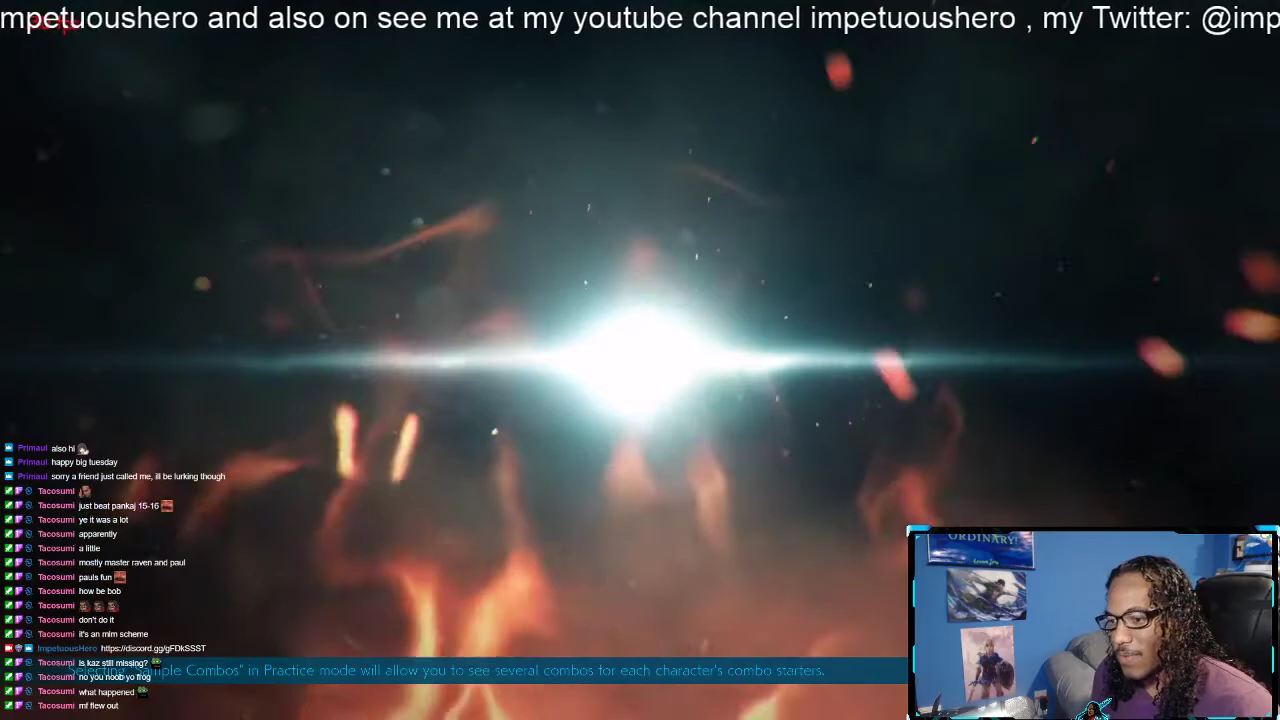 mpetuoushero and also on see me at my youtube channel impetuoushero , my Twitter: @imp
Primaul also hi
Primaul happy big tuesday
Primaul sorry a friend just called me, ill be lurking though
Tacosumi
Tacosumi just beat pankaj 15-16
Tacosumi ye it was a lot
Tacosumi apparently
Tacosumi a little
Tacosumi mostly master raven and paul
Tacosumi pauls fun
Tacosumi how be bob
Tacosumi
Tacosumi don't do it
Tacosumi it's an mlm scheme
ImpetuousHero https://discord.gg/gFDkSSST
Tacosumi is kaz still missing?
Selecting "Sample Combos" in Practice mode will allow you to see several combos for each character's combo starters.
Tacosumi no you noob yo frog
Tacosumi what happened
Tacosumi mf flew out
ORDINARY!